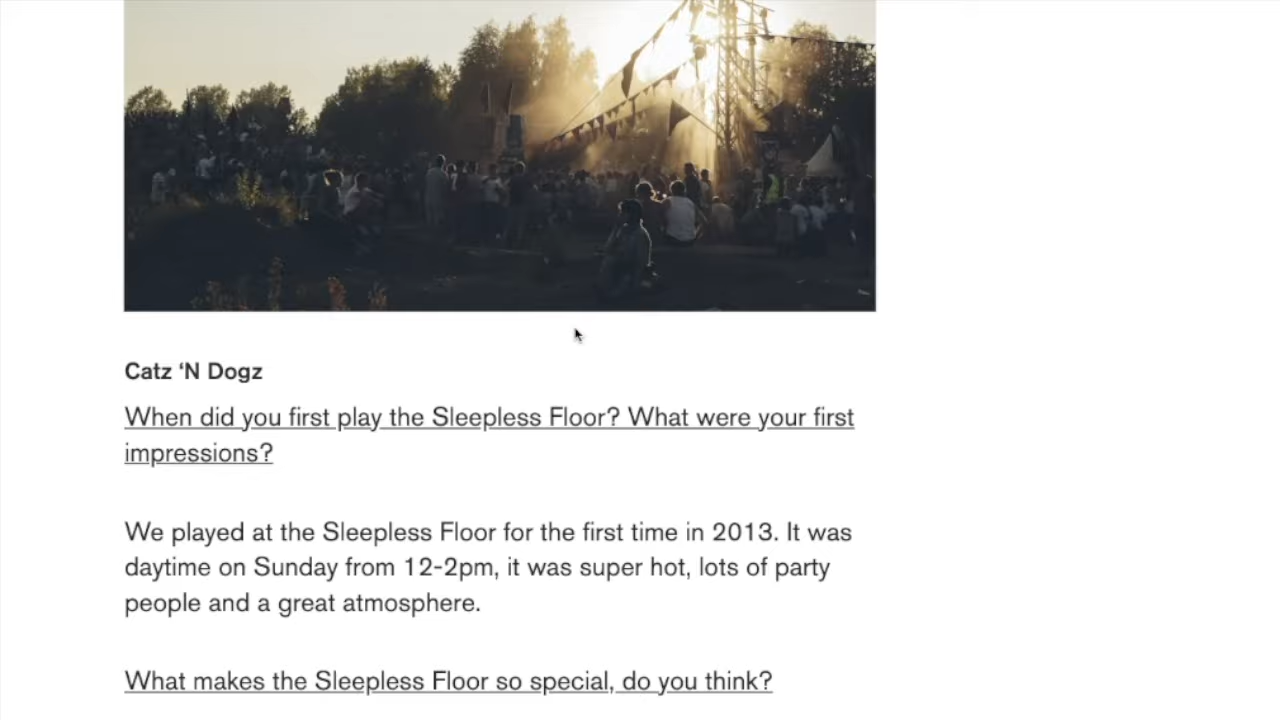 Catz ‘N Dogz
When did you first play the Sleepless Floor? What were your first
impressions?
We played at the Sleepless Floor for the first time in 2013. It was
daytime on Sunday from 12-2pm, it was super hot, lots of party
people and a great atmosphere.
What makes the Sleepless Floor so special, do you think?